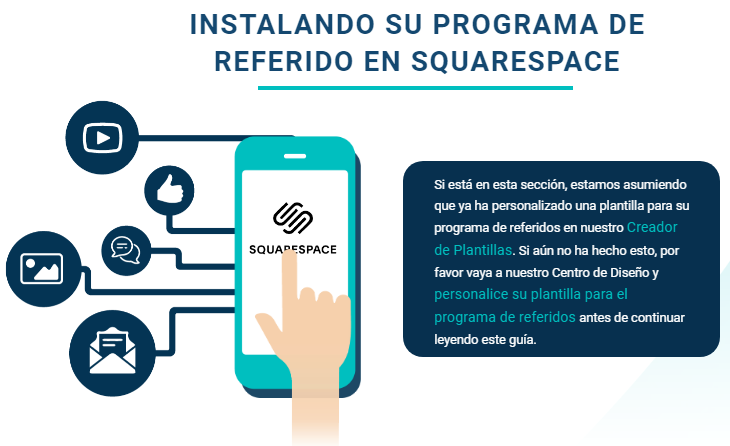 INSTALANDO SU PROGRAMA DE
REFERIDO EN SQUARESPACE
SQUARESPACE
Si está en esta sección, estamos asumiendo
que ya ha personalizado una plantilla para su
programa de referidos en nuestro Creador
de Plantillas. Si aún no ha hecho esto, por
favor vaya a nuestro Centro de Diseño y
personalice su plantilla para el
programa de referidos antes de continuar
leyendo este guía.